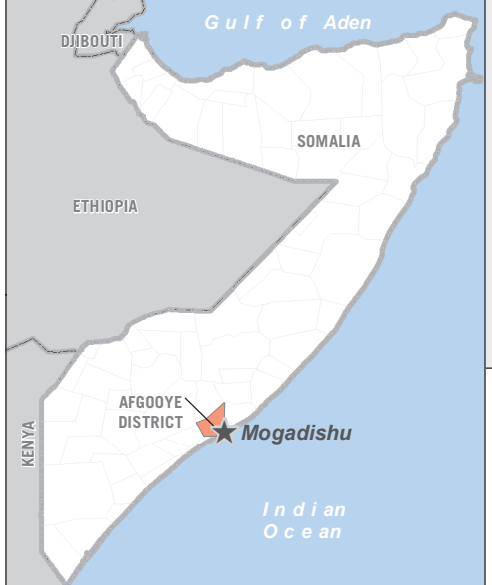 Gulf of Aden
DJIBOUTI
SOMALIA
ETHIOPIA
AFGOOYE
DISTRICT
Mogadishu
KENYA
Indian
Ocean